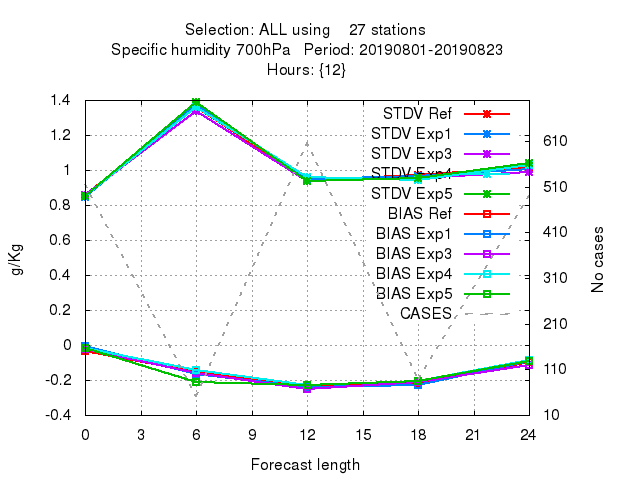 Selection: ALL using 27 stations
Specific humidity 700hPa Period: 20190801-20190823
Hours: {12}
1.4
1.2
1
0.8
0.6
0.4
0.2
0
-0.2
-0.4
g/Kg
STDV Ref
STDV Exp1
STDV Exp3
STDV Exp4
STDV Exp5
BIAS Ref
BIAS Exp1
BIAS Exp3
BIAS Exp4
BIAS Exp5
CASES
610
510
410
310
210
110
10
No cases
0 3 6 9 12 15 18 21 24
Forecast length